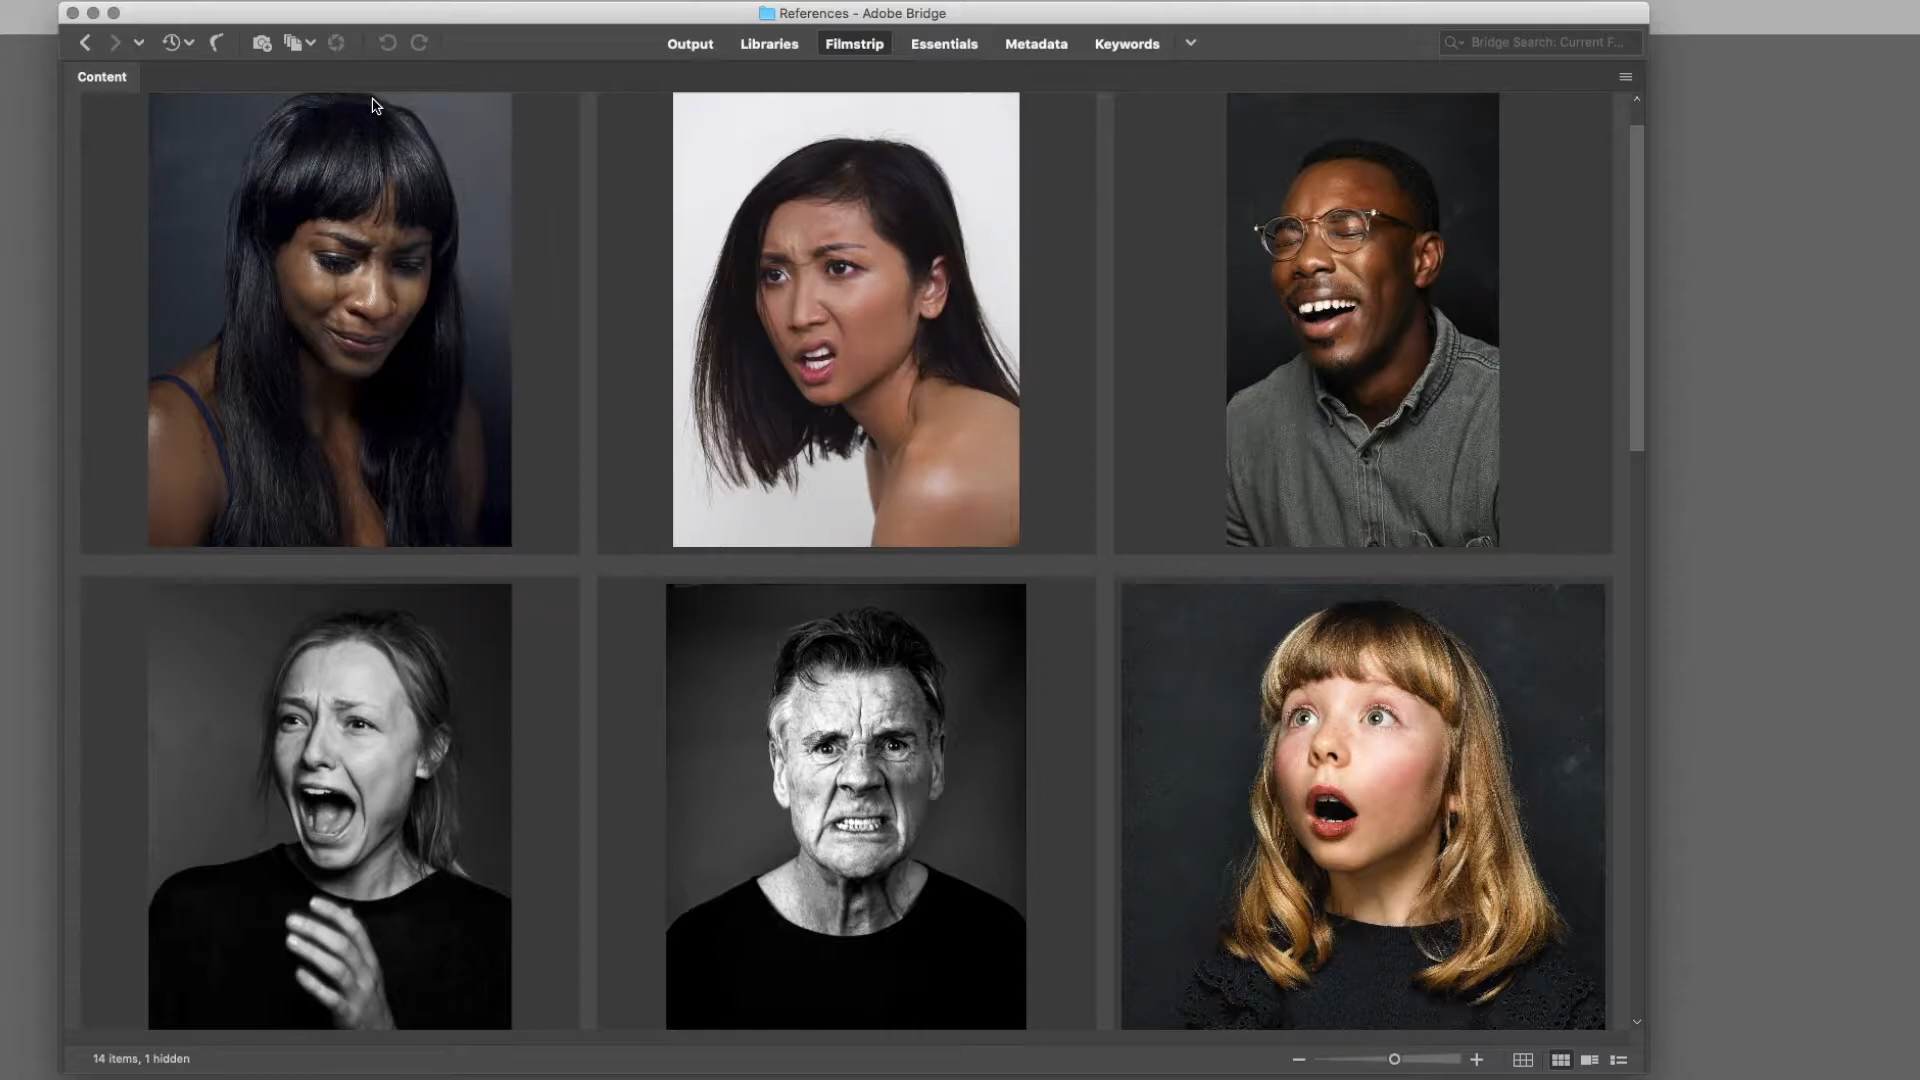 References - Adobe Bridge
Output Libraries Filmstrip Essentials Metadata Keywords
Bridge Search: Current F...
Content
14 items, 1 hidden